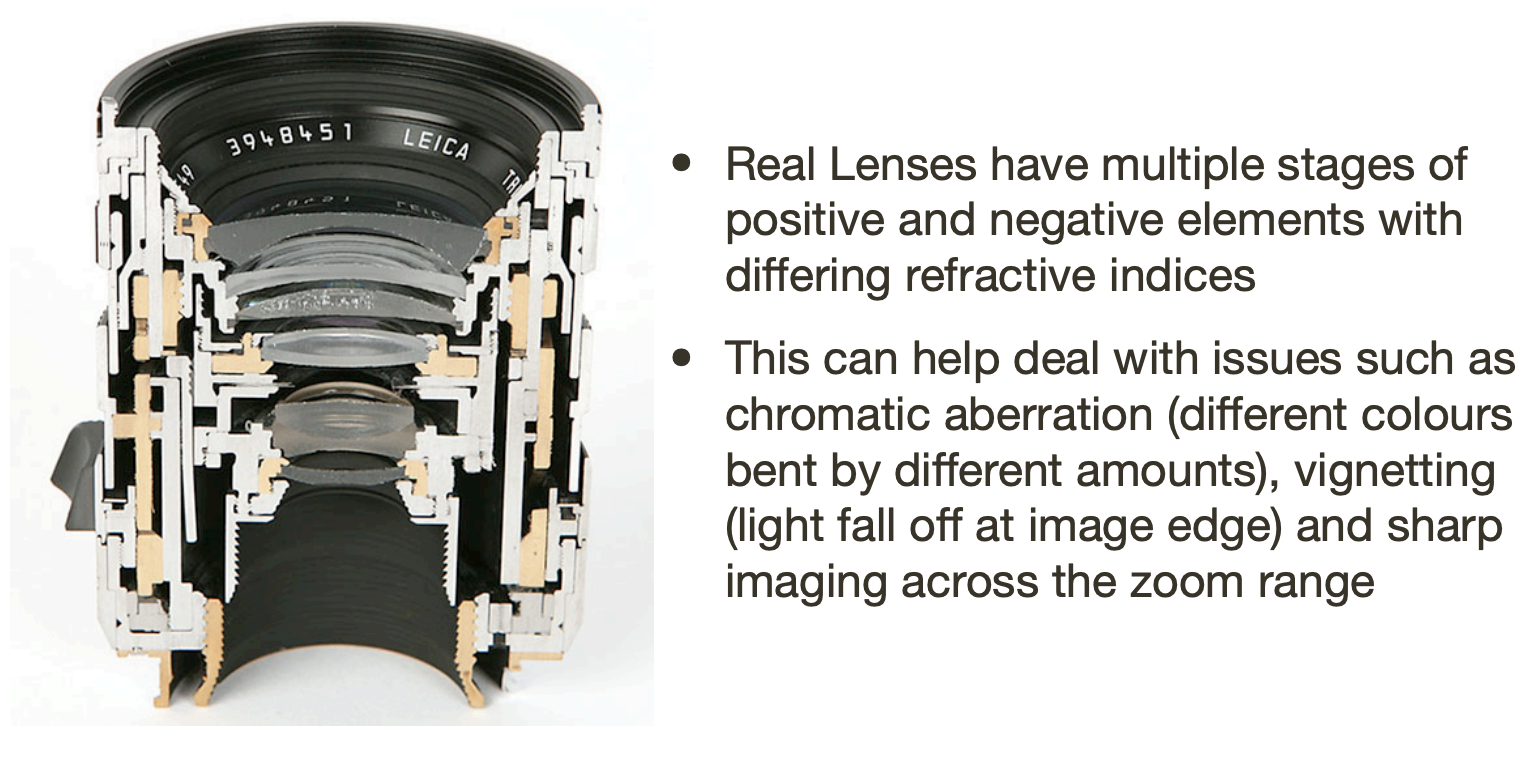 3948451 LEICA
49
TRI
• Real Lenses have multiple stages of
positive and negative elements with
differing refractive indices
• This can help deal with issues such as
chromatic aberration (different colours
bent by different amounts), vignetting
(light fall off at image edge) and sharp
imaging across the zoom range